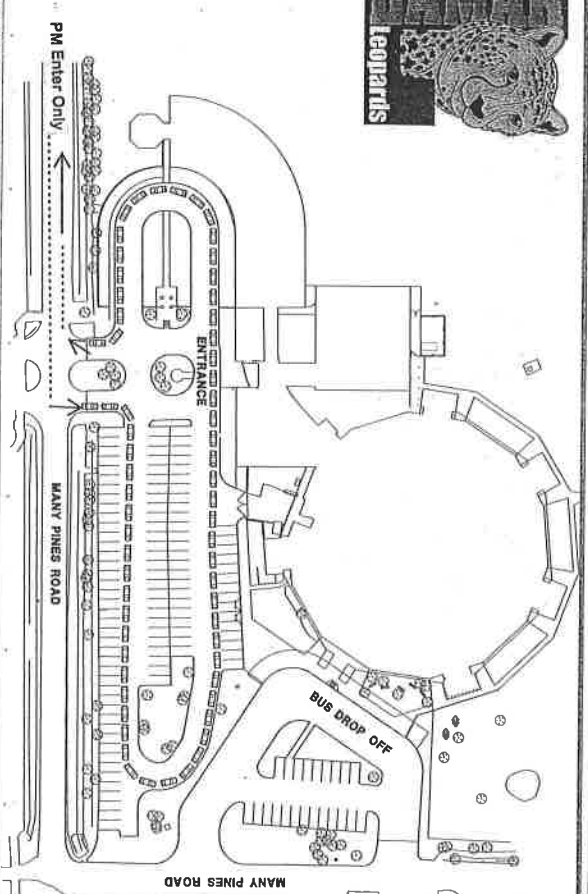 Leopards
PM Enter Only
ENTRANCE
MANY PINES ROAD
BUS DROP OFF
MANY PINES ROAD